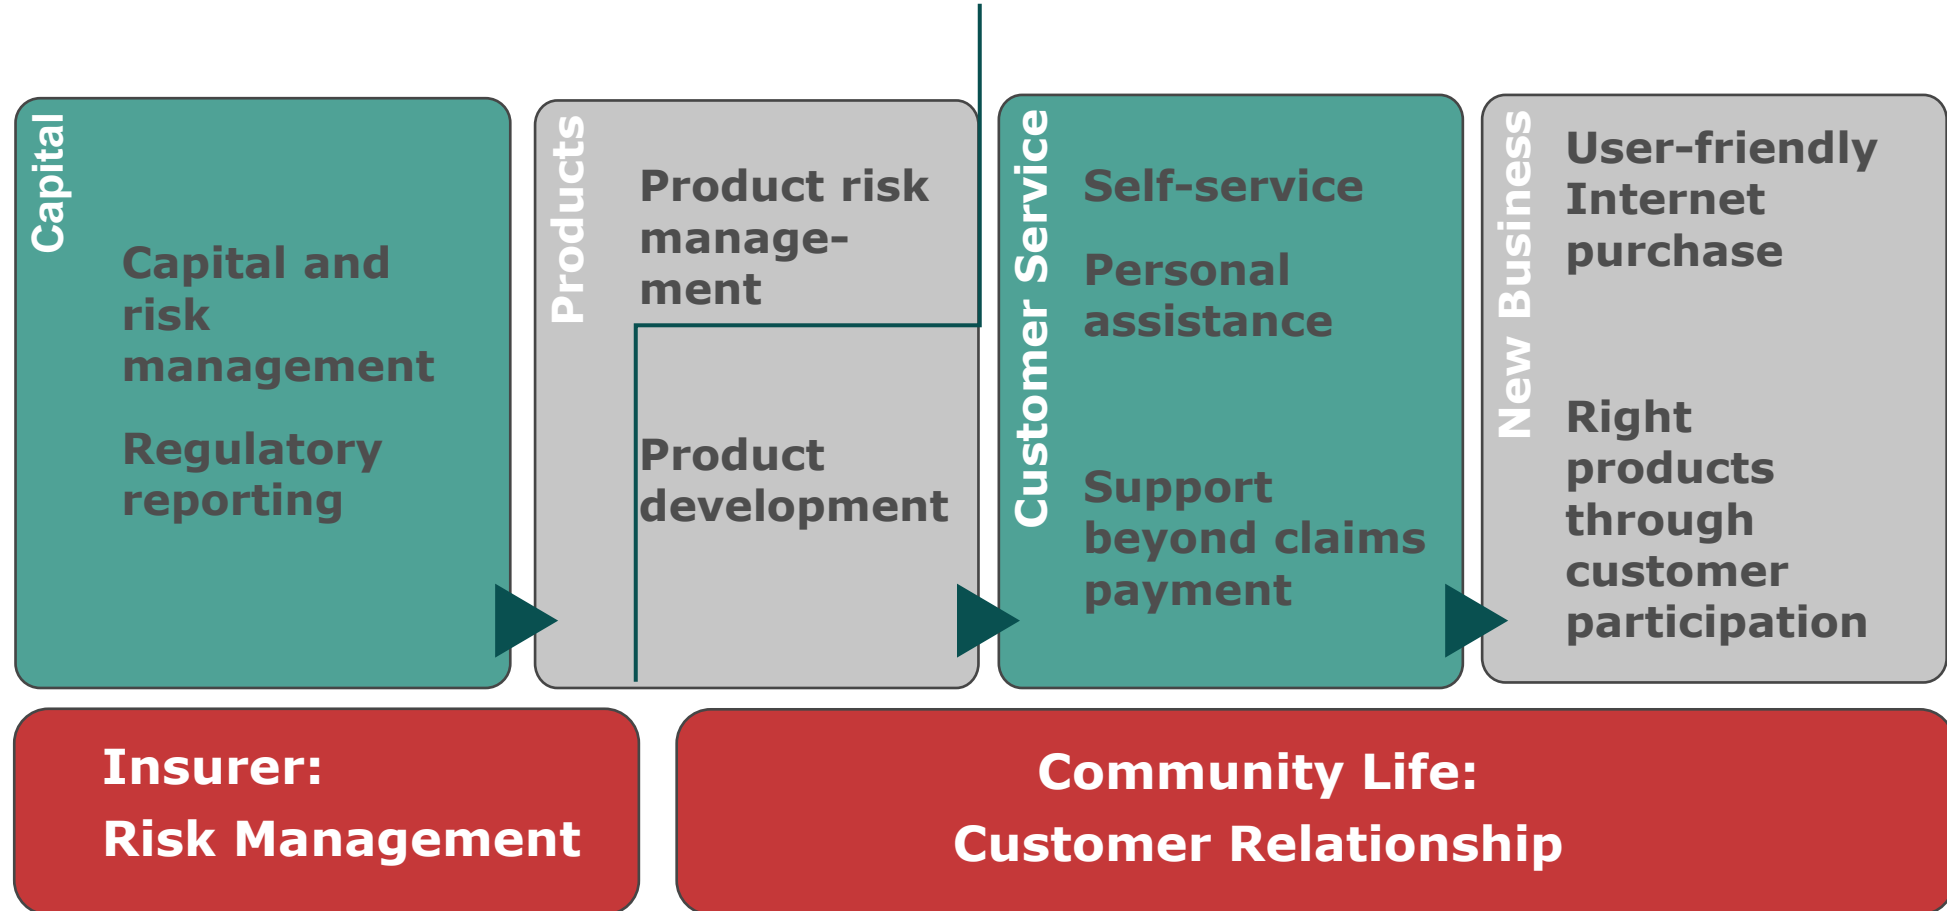 Capital
Capital and
risk
management
Regulatory
reporting
Products
Product risk
manage-
ment
Product
development
Customer Service
Self-service
Personal
assistance
Support
beyond claims
payment
New Business
User-friendly
Internet
purchase
Right
products
through
customer
participation
Insurer:
Risk Management
Community Life:
Customer Relationship